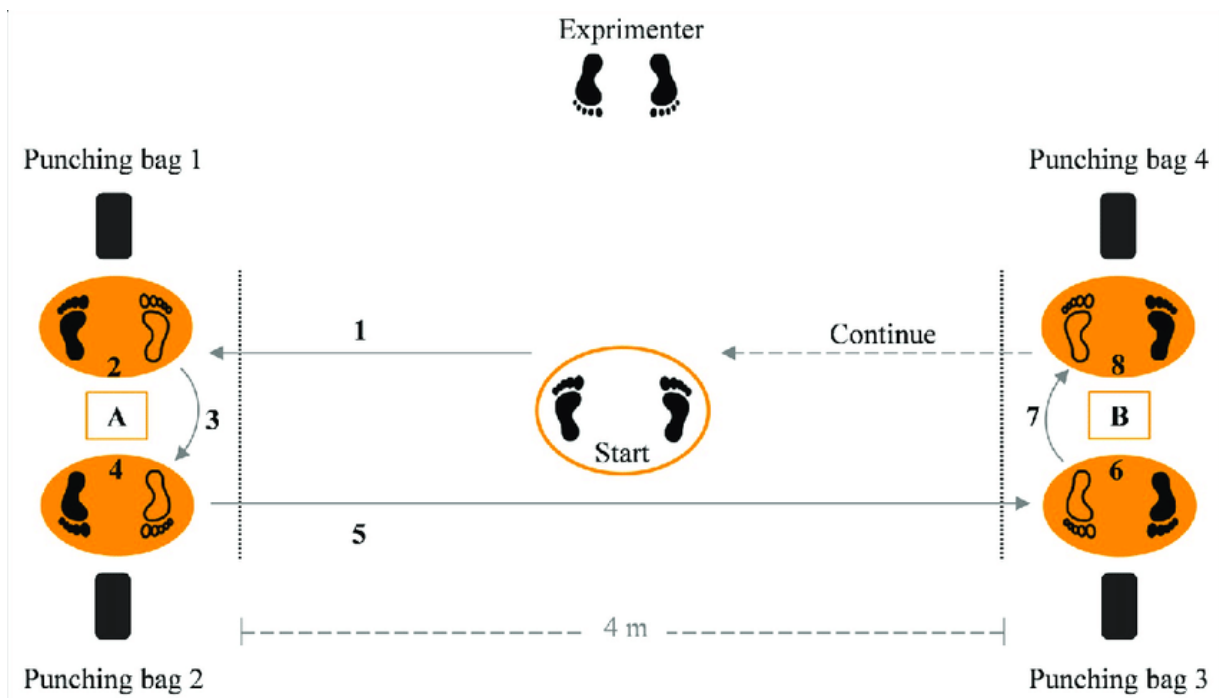 Exprimenter
Punching bag 1
Punching bag 4
1
Continue
2
8
A
3
7
B
Start
4
6
5
4 m
Punching bag 2
Punching bag 3